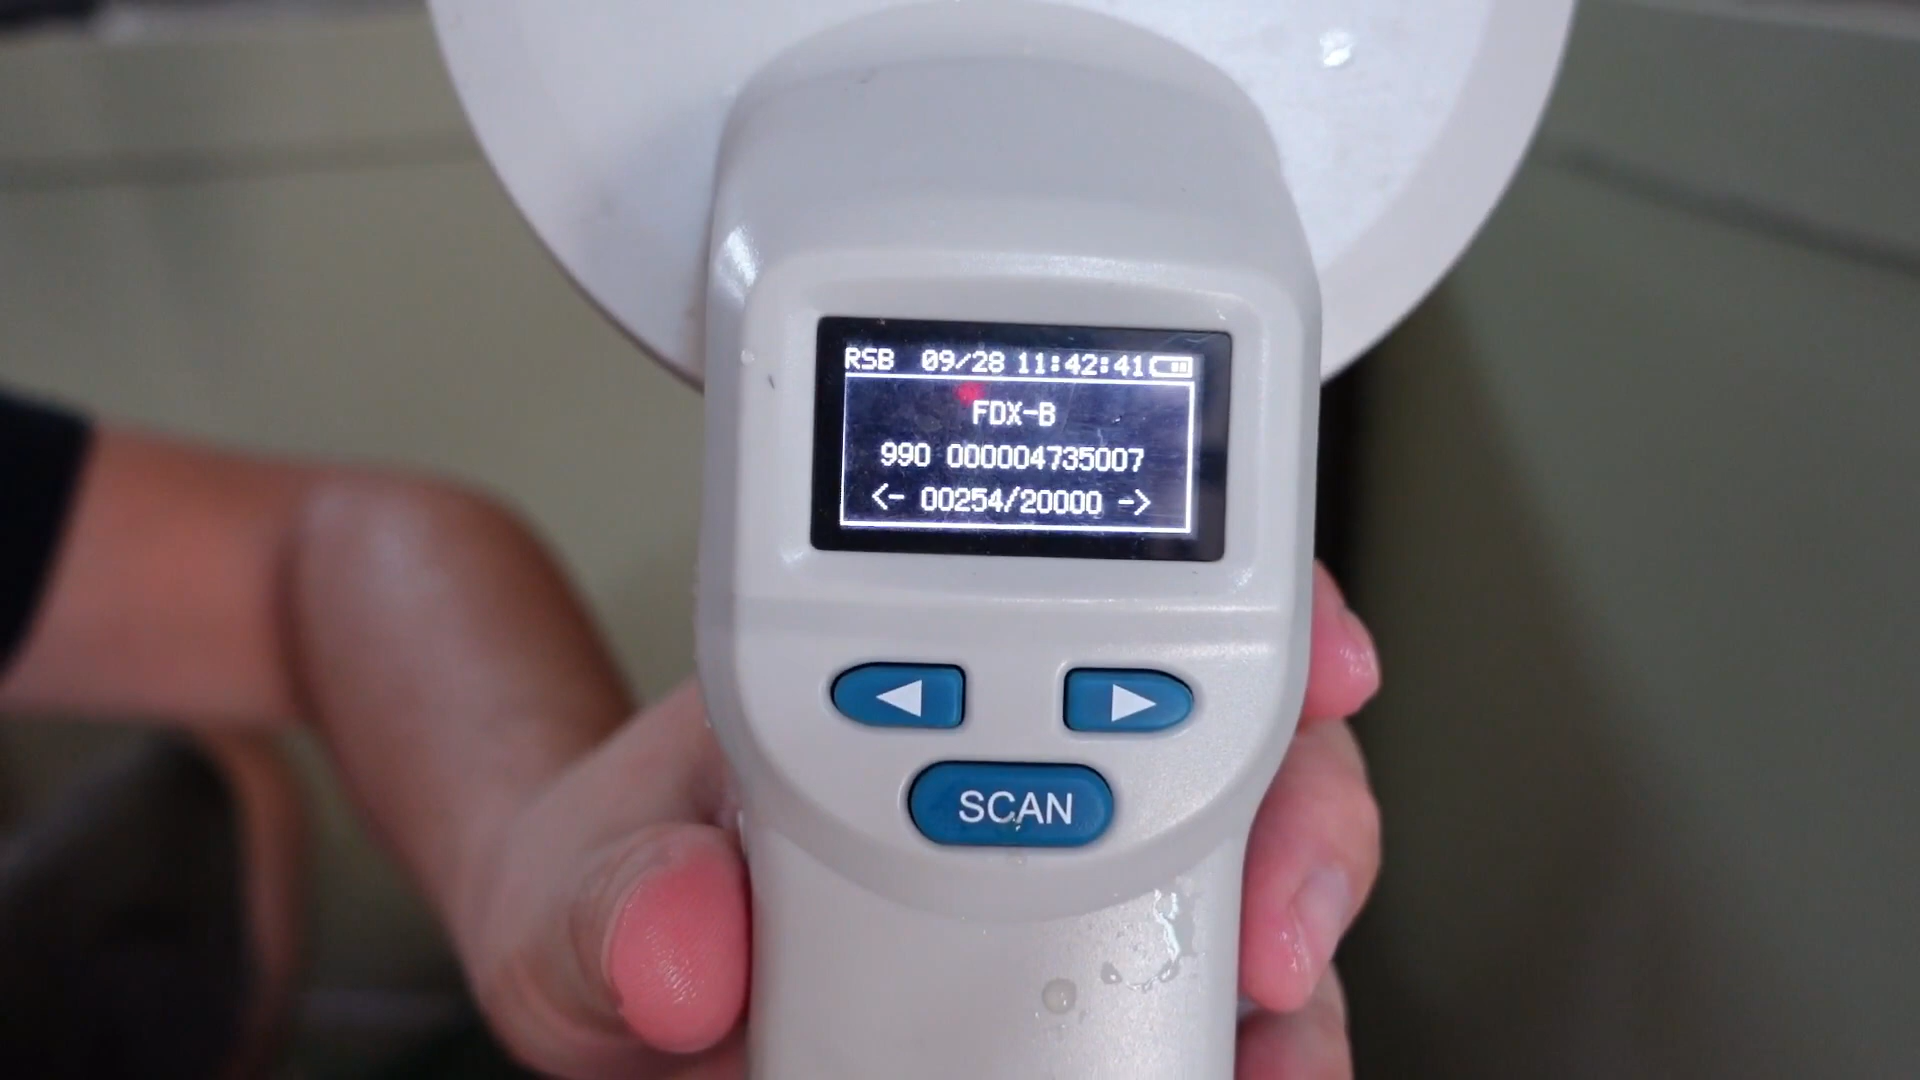 RSB 09/28 11:42:41
FDX-B
990 000004735007
<- 00254/20000 ->
SCAN